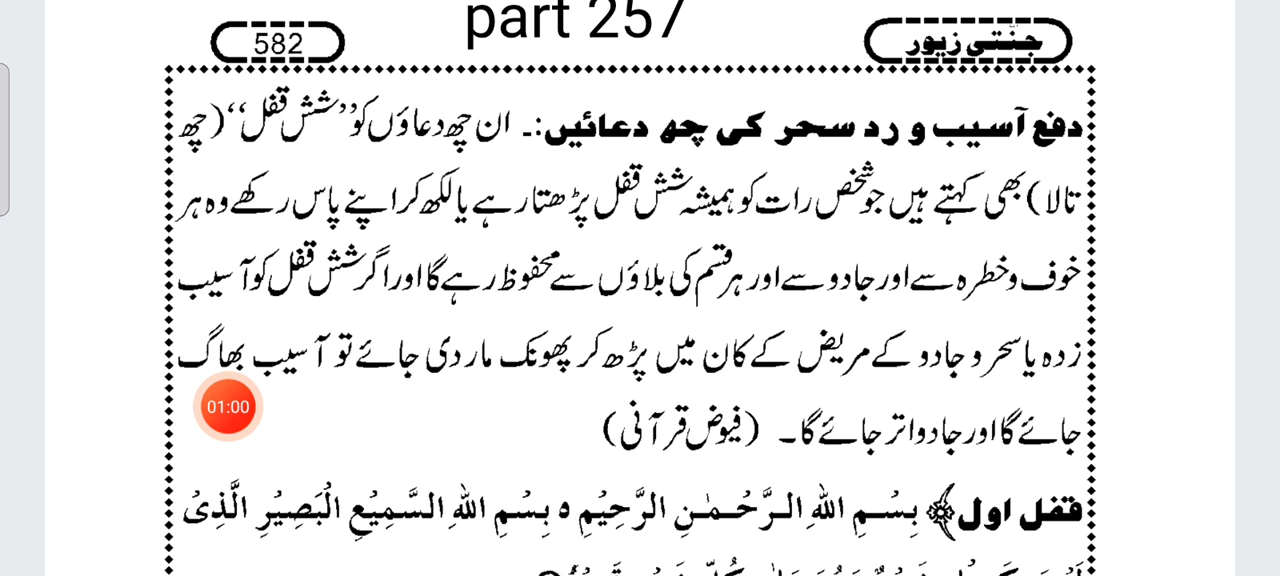 part 257
جنتی زیور
582
دفع آسیب و رد سحر کی چھ دعائیں:۔ ان چھ دعاؤں کو ’’شش قفل‘‘ (چھ
تالا) بھی کہتے ہیں جو شخص رات کو ہمیشہ شش قفل پڑھتا رہے یا لکھ کر اپنے پاس رکھے وہ ہر
خوف و خطرہ سے اور جادو سے اور ہر قسم کی بلاؤں سے محفوظ رہے گا اور اگر شش قفل کو آسیب
زدہ یا سحر و جادو کے مریض کے کان میں پڑھ کر پھونک مار دی جائے تو آسیب بھاگ
01:00
جائے گا اور جادو اتر جائے گا۔ (فیوض قرآنی)
قفل اول﴾ بِسْمِ اللهِ الرَّحْمٰنِ الرَّحِيْمِ ہ بِسْمِ اللهِ السَّمِيْعِ الْبَصِيْرِ الَّذِىْ